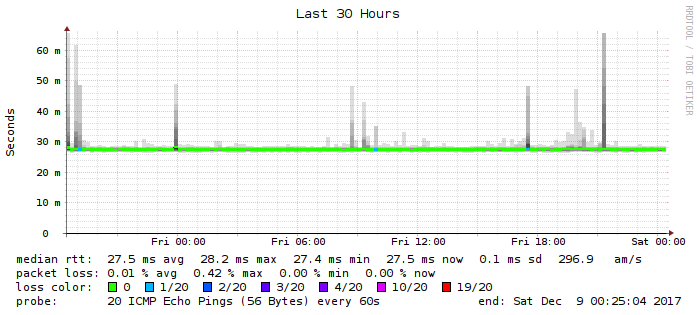 Last 30 Hours
RRDTOOL / TOBI OETIKER
Seconds
60 m
50 m
40 m
30 m
20 m
10 m
0
Fri 00:00 Fri 06:00 Fri 12:00 Fri 18:00 Sat 00:00
median rtt: 27.5 ms avg 28.2 ms max 27.4 ms min 27.5 ms now 0.1 ms sd 296.9 am/s
packet loss: 0.01 % avg 0.42 % max 0.00 % min 0.00 % now
loss color: 0 1/20 2/20 3/20 4/20 10/20 19/20
probe: 20 ICMP Echo Pings (56 Bytes) every 60s end: Sat Dec 9 00:25:04 2017